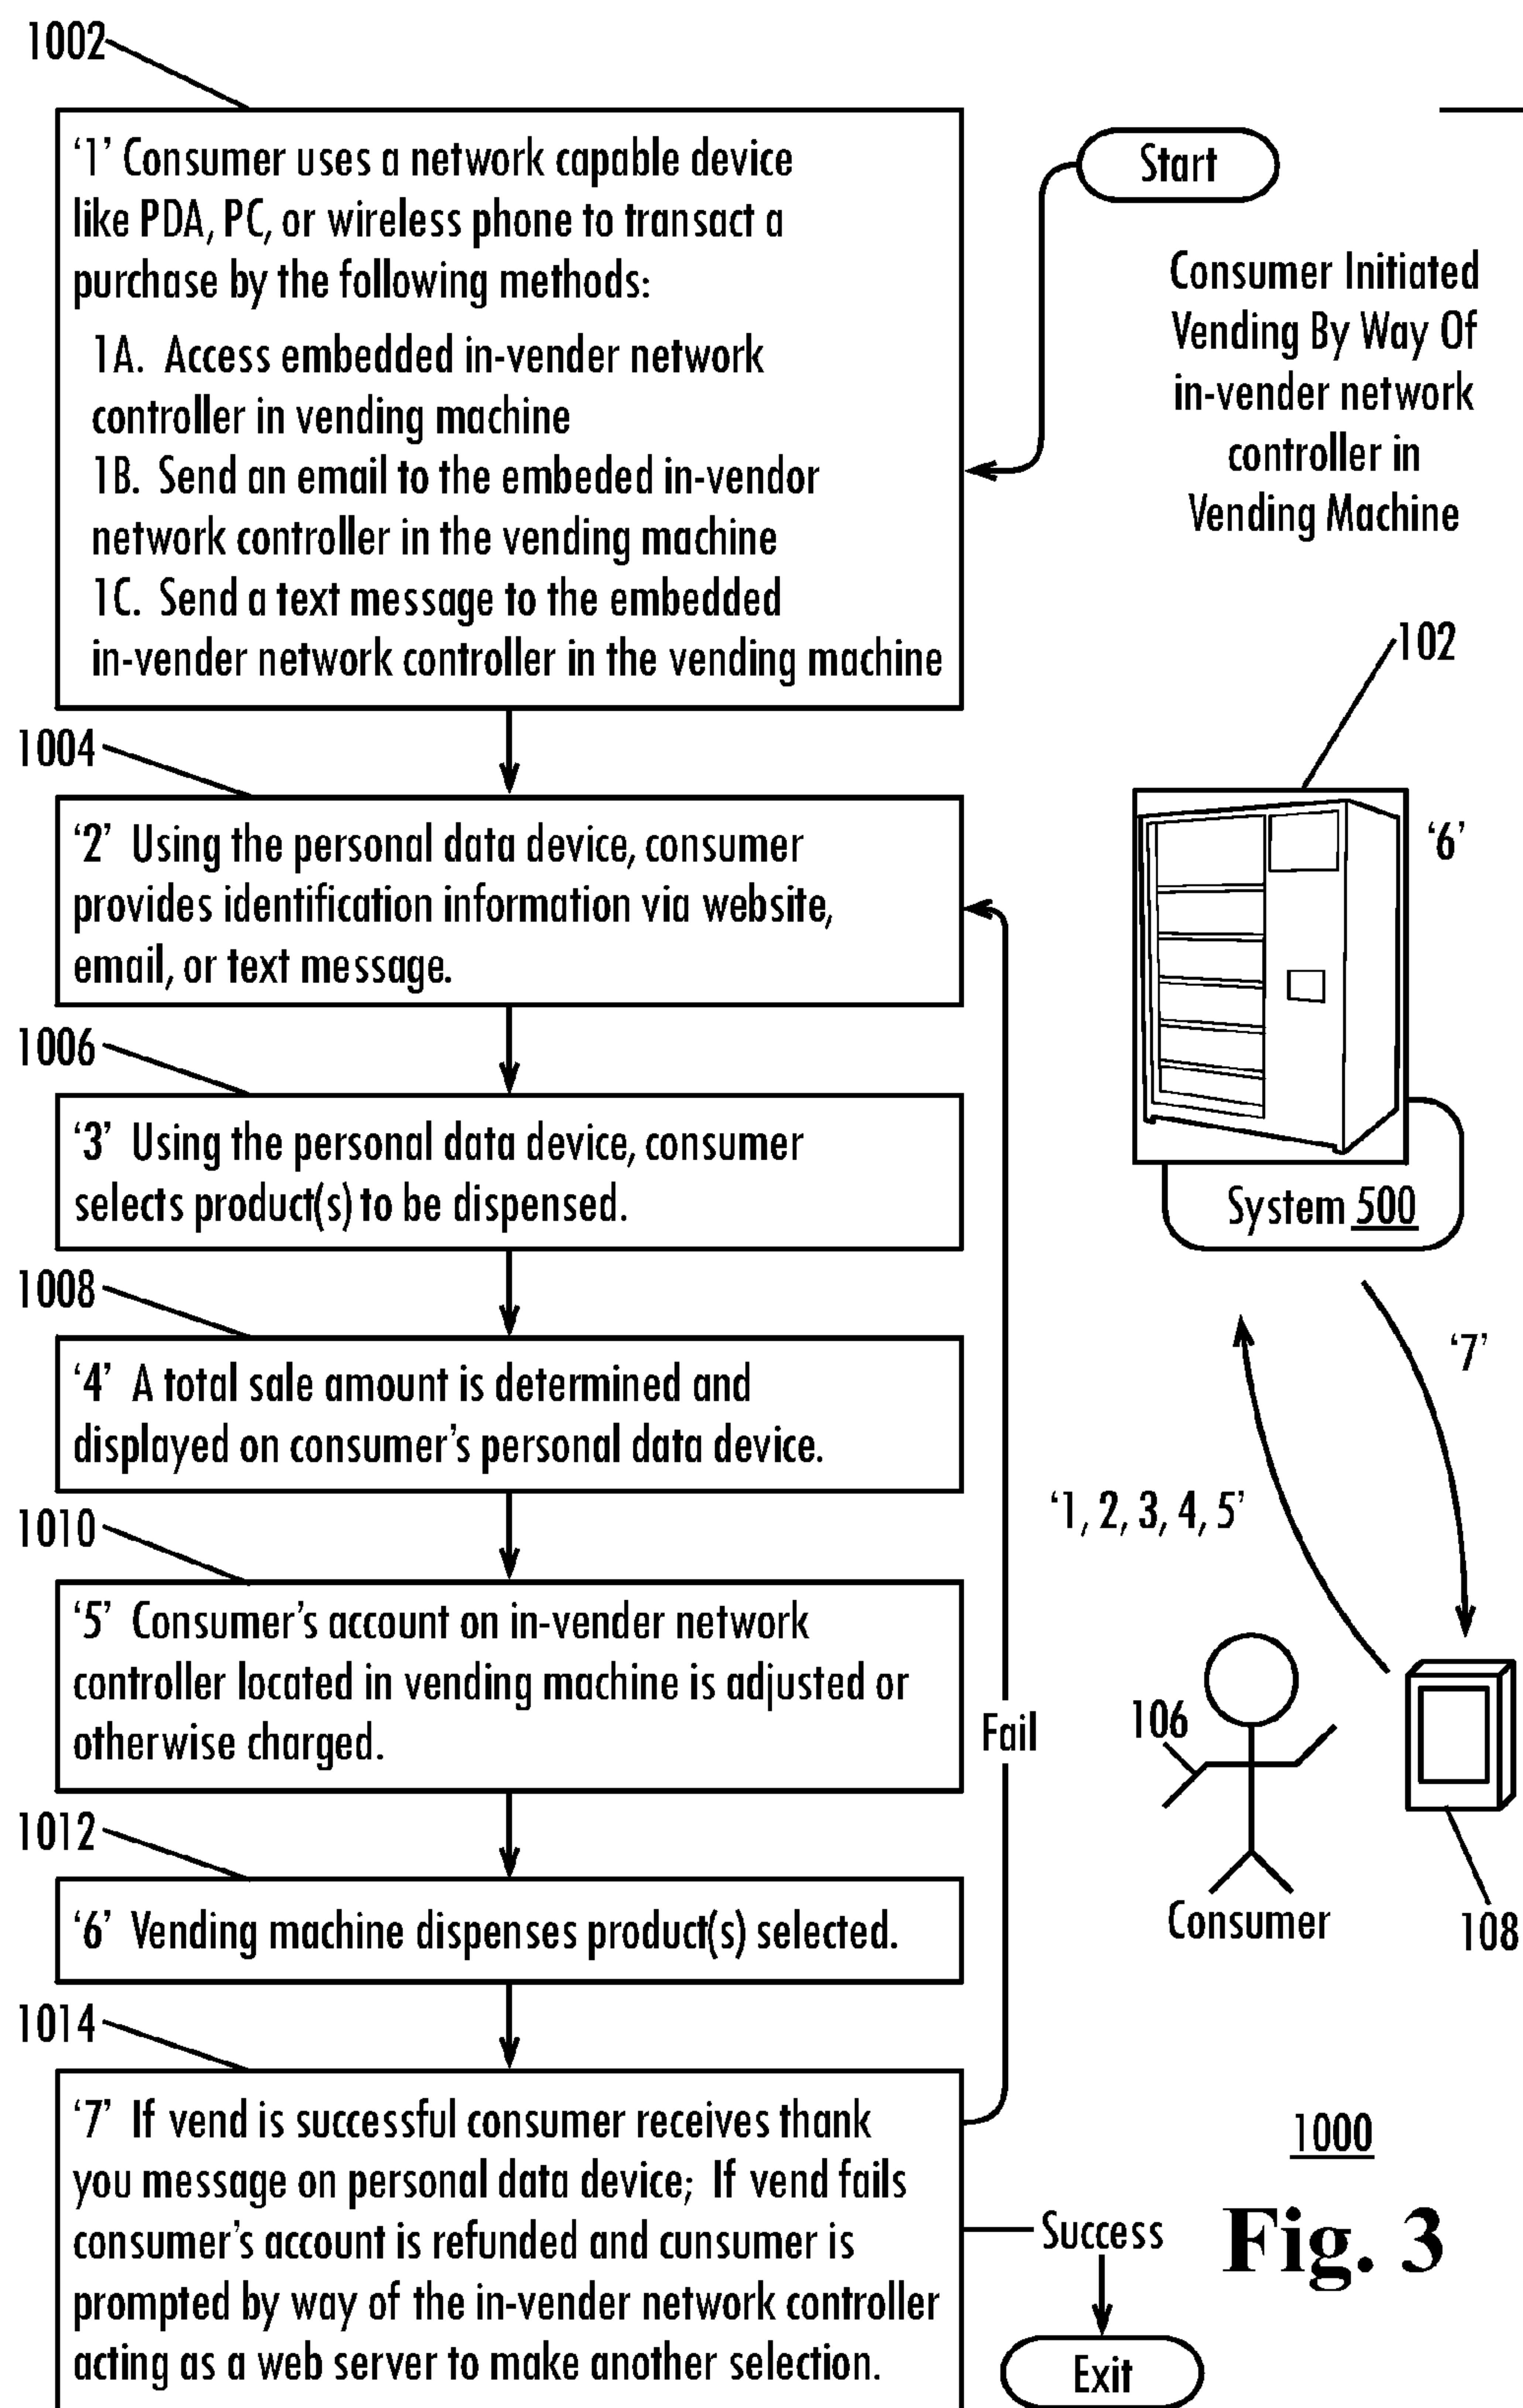 1002
‘1’ Consumer uses a network capable device
like PDA, PC, or wireless phone to transact a
purchase by the following methods:
1A. Access embedded in-vender network
controller in vending machine
1B. Send an email to the embeded in-vendor
network controller in the vending machine
1C. Send a text message to the embedded
in-vender network controller in the vending machine
Start
Consumer Initiated
Vending By Way Of
in-vender network
controller in
Vending Machine
1004
‘2’ Using the personal data device, consumer
provides identification information via website,
email, or text message.
1006
‘3’ Using the personal data device, consumer
selects product(s) to be dispensed.
1008
‘4’ A total sale amount is determined and
displayed on consumer’s personal data device.
1010
‘5’ Consumer’s account on in-vender network
controller located in vending machine is adjusted or
otherwise charged.
1012
‘6’ Vending machine dispenses product(s) selected.
1014
‘7’ If vend is successful consumer receives thank
you message on personal data device; If vend fails
consumer’s account is refunded and cunsumer is
prompted by way of the in-vender network controller
acting as a web server to make another selection.
Fail
Success
Exit
102
‘6’
System 500
‘7’
‘1, 2, 3, 4, 5’
106
Consumer
108
1000
Fig. 3